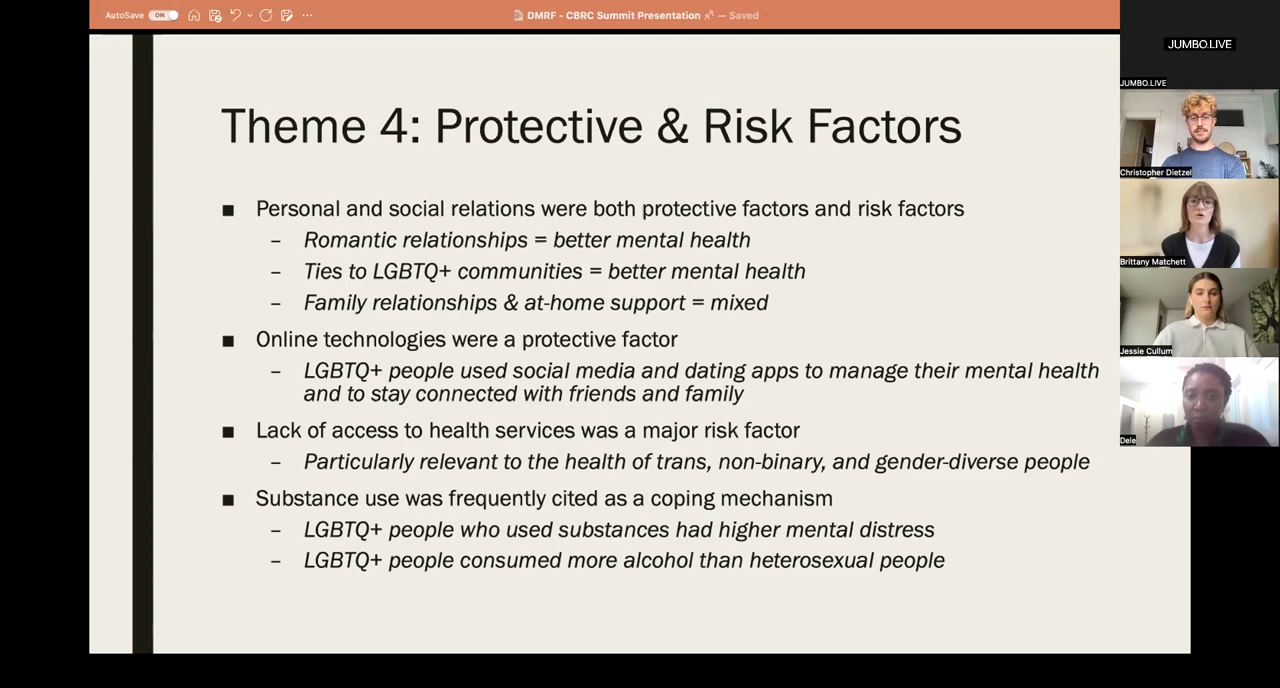 AutoSave ON ... DMRF - CBRC Summit Presentation — Saved
JUMBO.LIVE
JUMBO.LIVE
Theme 4: Protective & Risk Factors
Christopher Dietzel
■ Personal and social relations were both protective factors and risk factors
– Romantic relationships = better mental health
– Ties to LGBTQ+ communities = better mental health
– Family relationships & at-home support = mixed
Brittany Matchett
■ Online technologies were a protective factor
– LGBTQ+ people used social media and dating apps to manage their mental health
and to stay connected with friends and family
Jessie Cullum
■ Lack of access to health services was a major risk factor
– Particularly relevant to the health of trans, non-binary, and gender-diverse people
Dele
■ Substance use was frequently cited as a coping mechanism
– LGBTQ+ people who used substances had higher mental distress
– LGBTQ+ people consumed more alcohol than heterosexual people